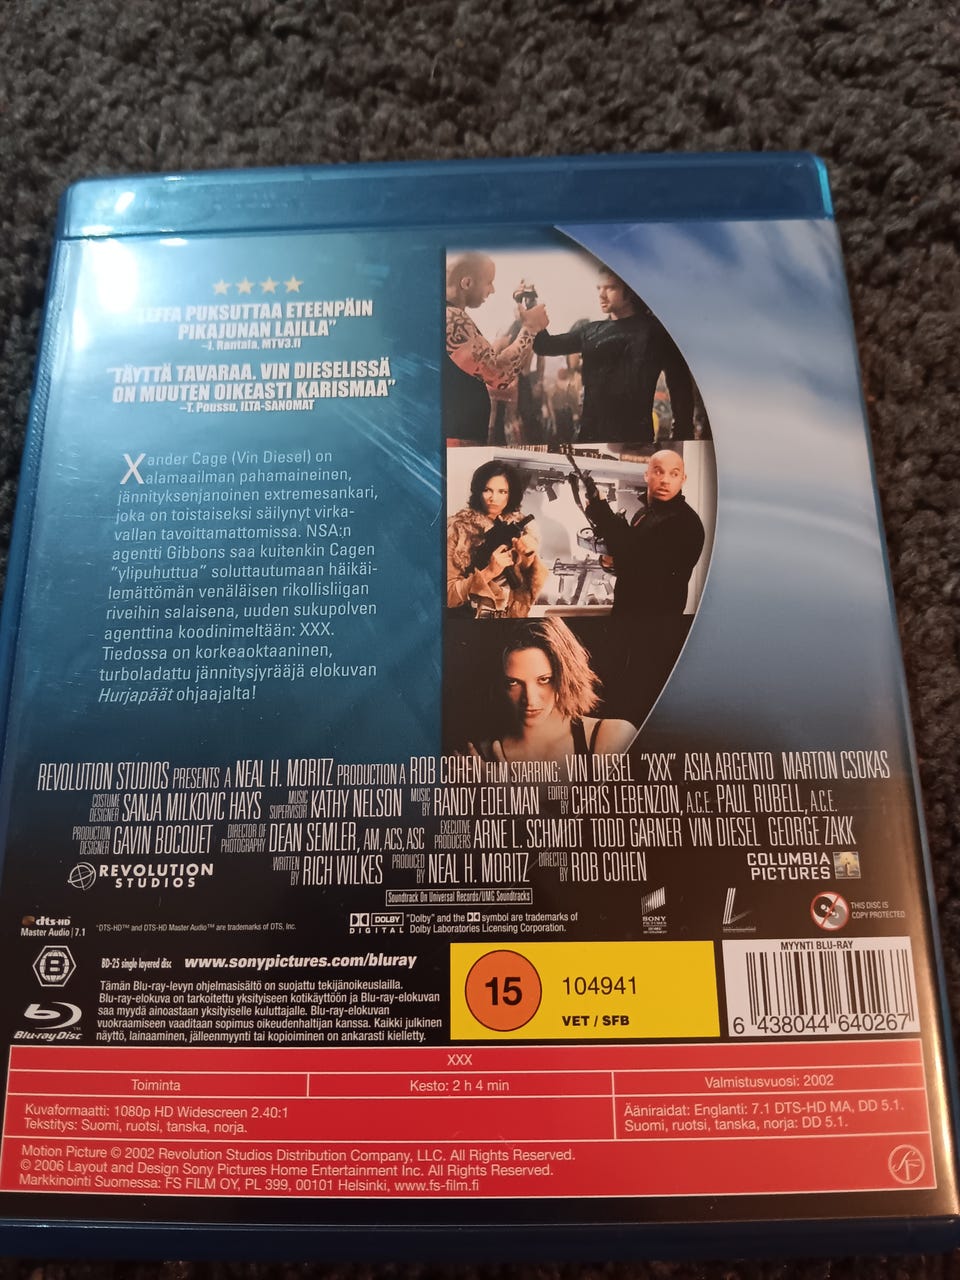 LEFFA PUKSUTTAA ETEENPÄIN
PIKAJUNAN LAILLA”
–J. Rantala, MTV3.fi
”TÄYTTÄ TAVARAA. VIN DIESELISSÄ
ON MUUTEN OIKEASTI KARISMAA”
–T. Poussu, ILTA-SANOMAT
Xander Cage (Vin Diesel) on
alamaailman pahamaineinen,
jännityksenjanoinen extremesankari,
joka on toistaiseksi säilynyt virka-
vallan tavoittamattomissa. NSA:n
agentti Gibbons saa kuitenkin Cagen
”ylipuhuttua” soluttautumaan häikäi-
lemättömän venäläisen rikollisliigan
riveihin salaisena, uuden sukupolven
agenttina koodinimeltään: XXX.
Tiedossa on korkeaoktaaninen,
turboladattu jännitysjyrääjä elokuvan
Hurjapäät ohjaajalta!
REVOLUTION STUDIOS PRESENTS A NEAL H. MORITZ PRODUCTION A ROB COHEN FILM STARRING: VIN DIESEL "XXX" ASIA ARGENTO MARTON CSOKAS
COSTUME DESIGNER SANJA MILKOVIC HAYS MUSIC SUPERVISOR KATHY NELSON MUSIC BY RANDY EDELMAN EDITED BY CHRIS LEBENZON, A.C.E. PAUL RUBELL, A.C.E.
PRODUCTION DESIGNER GAVIN BOCQUET DIRECTOR OF PHOTOGRAPHY DEAN SEMLER, AM, ACS, ASC EXECUTIVE PRODUCERS ARNE L. SCHMIDT TODD GARNER VIN DIESEL GEORGE ZAKK
WRITTEN BY RICH WILKES PRODUCED BY NEAL H. MORITZ DIRECTED BY ROB COHEN
REVOLUTION STUDIOS
COLUMBIA PICTURES
Soundtrack On Universal Records/UMG Soundtracks
dts-HD
Master Audio | 7.1
"DTS-HD™ and DTS-HD Master Audio™ are trademarks of DTS, Inc.
DOLBY DIGITAL
"Dolby" and the DD symbol are trademarks of
Dolby Laboratories Licensing Corporation.
SONY PICTURES
THIS DISC IS
COPY PROTECTED
B
BD-25 single layered disc
www.sonypictures.com/bluray
Tämän Blu-ray-levyn ohjelmasisältö on suojattu tekijänoikeuslailla.
Blu-ray-elokuva on tarkoitettu yksityiseen kotikäyttöön ja Blu-ray-elokuvan
saa myydä ainoastaan yksityiselle kuluttajalle. Blu-ray-elokuvan
vuokraamiseen vaaditaan sopimus oikeudenhaltijan kanssa. Kaikki julkinen
näyttö, lainaaminen, jälleenmyynti tai kopioiminen on ankarasti kielletty.
Blu-ray Disc™
15
104941
VET / SFB
MYYNTI BLU-RAY
6 438044 640267
XXX
Toiminta
Kesto: 2 h 4 min
Valmistusvuosi: 2002
Kuvaformaatti: 1080p HD Widescreen 2.40:1
Tekstitys: Suomi, ruotsi, tanska, norja.
Ääniraidat: Englanti: 7.1 DTS-HD MA, DD 5.1.
Suomi, ruotsi, tanska, norja: DD 5.1.
Motion Picture © 2002 Revolution Studios Distribution Company, LLC. All Rights Reserved.
© 2006 Layout and Design Sony Pictures Home Entertainment Inc. All Rights Reserved.
Markkinointi Suomessa: FS FILM OY, PL 399, 00101 Helsinki, www.fs-film.fi
SF